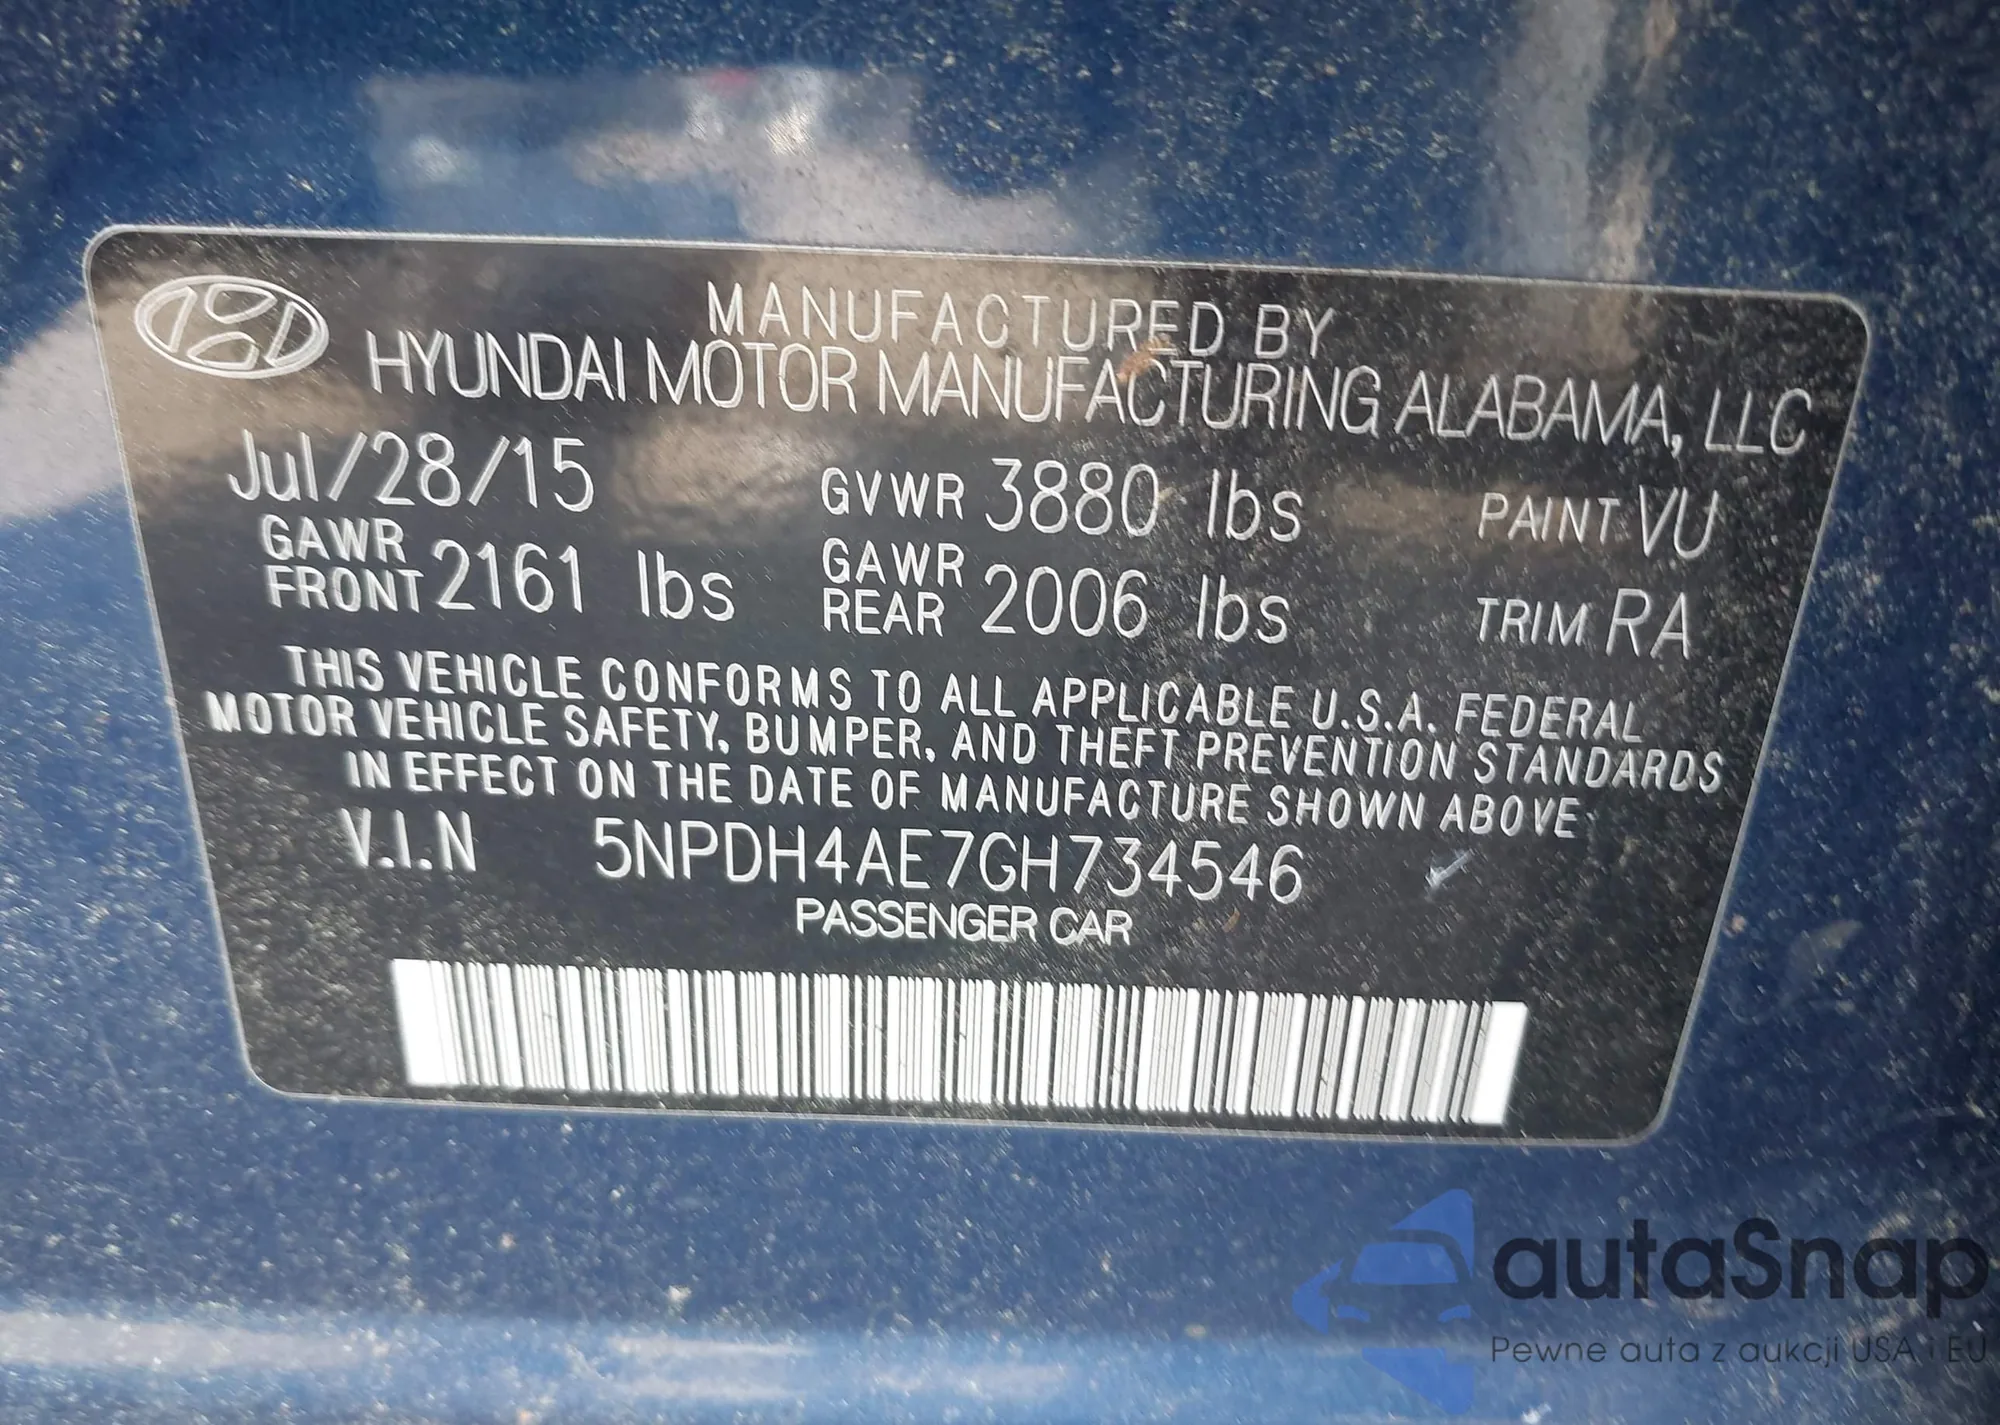 MANUFACTURED BY
HYUNDAI MOTOR MANUFACTURING ALABAMA, LLC
Jul/28/15 GVWR 3880 lbs PAINT VU
GAWR FRONT 2161 lbs GAWR REAR 2006 lbs TRIM RA
THIS VEHICLE CONFORMS TO ALL APPLICABLE U.S.A. FEDERAL
MOTOR VEHICLE SAFETY, BUMPER, AND THEFT PREVENTION STANDARDS
IN EFFECT ON THE DATE OF MANUFACTURE SHOWN ABOVE
V.I.N 5NPDH4AE7GH734546
PASSENGER CAR
autaSnap
Pewne auta z aukcji USA i EU